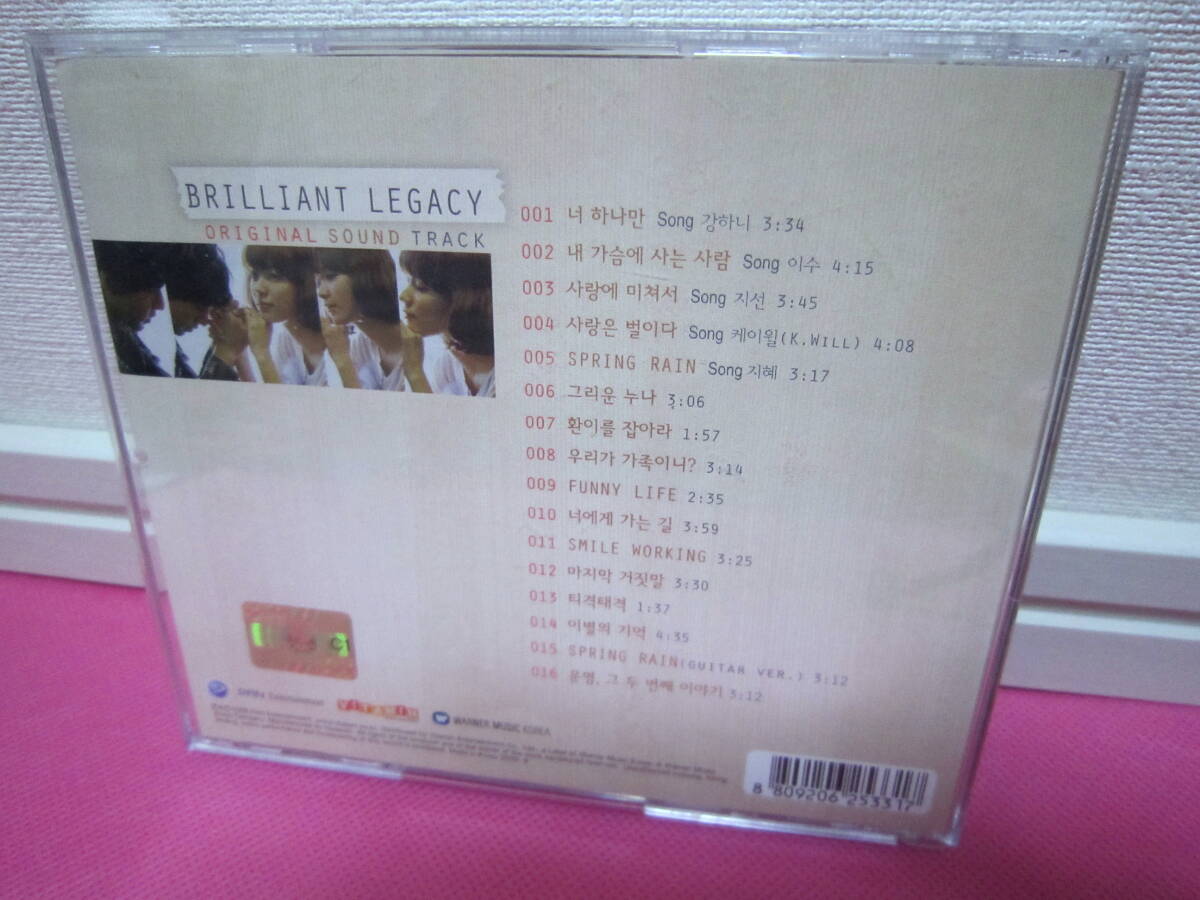 BRILLIANT LEGACY
ORIGINAL SOUND TRACK
001 너 하나만 Song 강하니 3:34
002 내 가슴에 사는 사람 Song 이수 4:15
003 사랑에 미쳐서 Song 지선 3:45
004 사랑은 벌이다 Song 케이윌(K.WILL) 4:08
005 SPRING RAIN Song 지혜 3:17
006 그리운 누나 3:06
007 환이를 잡아라 1:57
008 우리가 가족이니? 3:14
009 FUNNY LIFE 2:35
010 너에게 가는 길 3:59
011 SMILE WORKING 3:25
012 마지막 거짓말 3:30
013 티격태격 1:37
014 이별의 기억 4:35
015 SPRING RAIN(GUITAR VER.) 3:12
016 운명, 그 두 번째 이야기 3:12
C1
Entertainment VITAMIN WARNER MUSIC KOREA
8 809206 253317